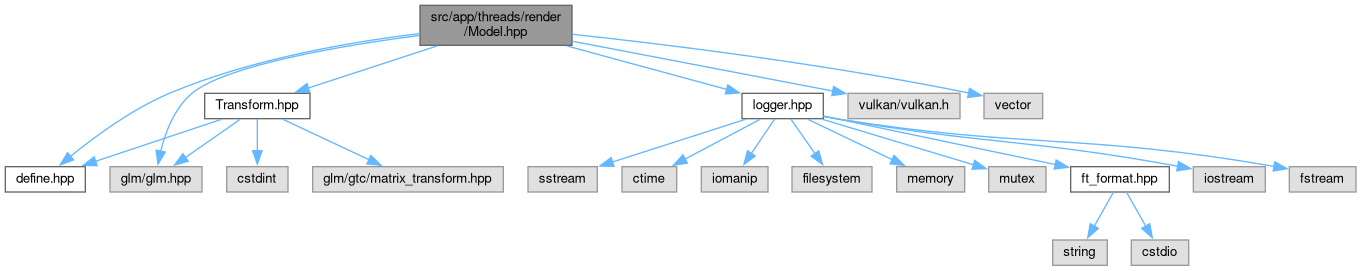 src/app/threads/render
/Model.hpp
Transform.hpp
logger.hpp
vulkan/vulkan.h
vector
define.hpp
glm/glm.hpp
cstdint
glm/gtc/matrix_transform.hpp
sstream
ctime
iomanip
filesystem
memory
mutex
ft_format.hpp
iostream
fstream
string
cstdio